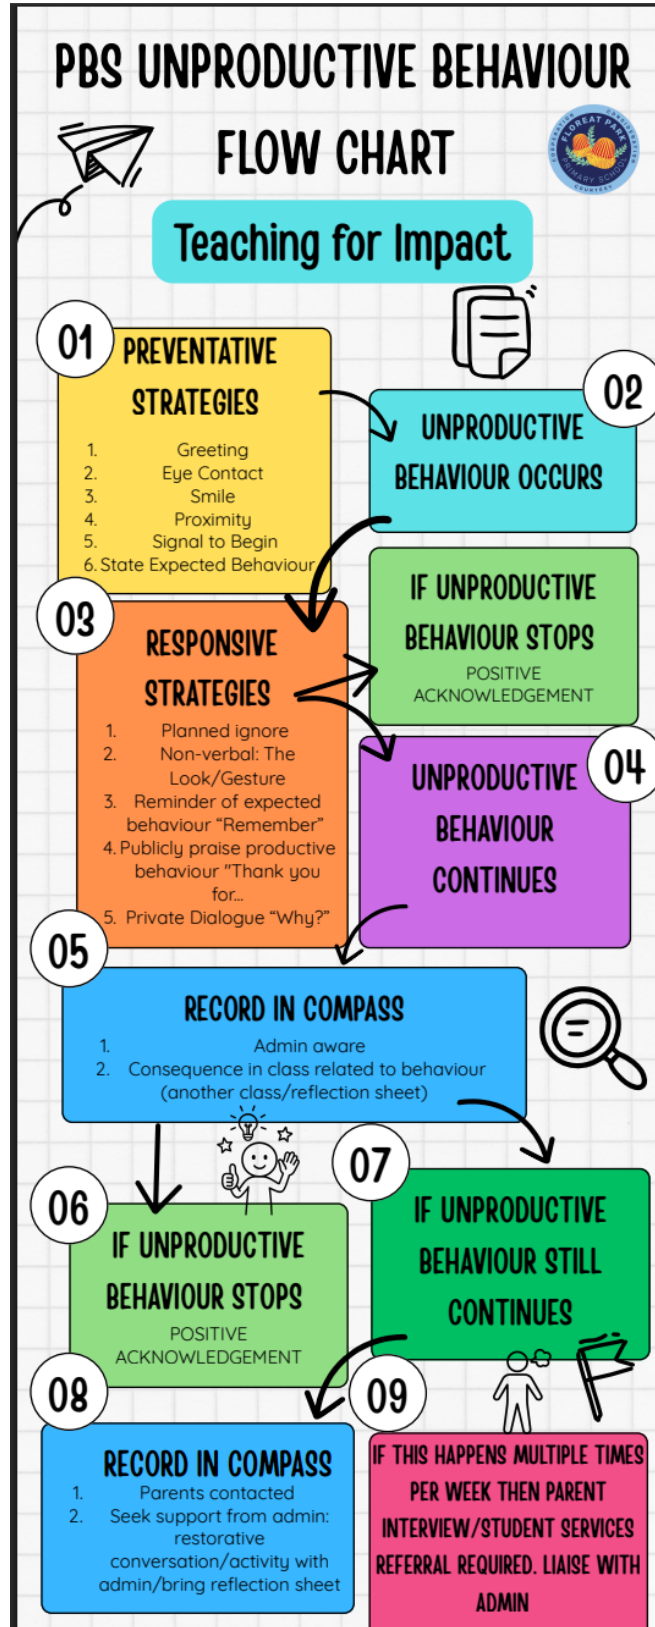 PBS UNPRODUCTIVE BEHAVIOUR
FLOW CHART
CONSIDERATION
COOPERATION
FLOREAT PARK
PRIMARY SCHOOL
COURTESY
Teaching for Impact
01
PREVENTATIVE
STRATEGIES
1. Greeting
2. Eye Contact
3. Smile
4. Proximity
5. Signal to Begin
6. State Expected Behaviour
02
UNPRODUCTIVE
BEHAVIOUR OCCURS
03
RESPONSIVE
STRATEGIES
1. Planned ignore
2. Non-verbal: The
Look/Gesture
3. Reminder of expected
behaviour “Remember”
4. Publicly praise productive
behaviour "Thank you
for...
5. Private Dialogue “Why?”
IF UNPRODUCTIVE
BEHAVIOUR STOPS
POSITIVE
ACKNOWLEDGEMENT
04
UNPRODUCTIVE
BEHAVIOUR
CONTINUES
05
RECORD IN COMPASS
1. Admin aware
2. Consequence in class related to behaviour
(another class/reflection sheet)
06
IF UNPRODUCTIVE
BEHAVIOUR STOPS
POSITIVE
ACKNOWLEDGEMENT
07
IF UNPRODUCTIVE
BEHAVIOUR STILL
CONTINUES
08
RECORD IN COMPASS
1. Parents contacted
2. Seek support from admin:
restorative
conversation/activity with
admin/bring reflection sheet
09
IF THIS HAPPENS MULTIPLE TIMES
PER WEEK THEN PARENT
INTERVIEW/STUDENT SERVICES
REFERRAL REQUIRED. LIAISE WITH
ADMIN